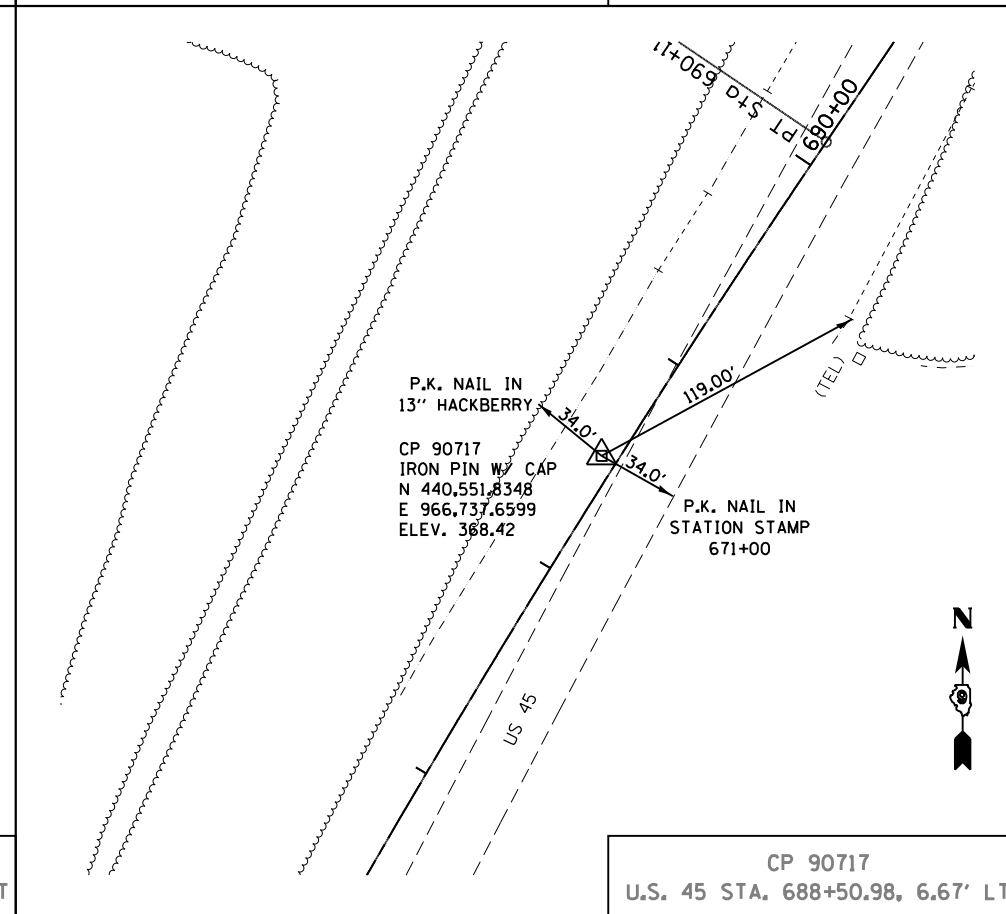 PT Sta 690+11
690+00
P.K. NAIL IN
13" HACKBERRY
34.0'
119.00'
(TEL)
CP 90717
IRON PIN W/ CAP
N 440,551.8348
E 966,737.6599
ELEV. 368.42
34.0'
P.K. NAIL IN
STATION STAMP
671+00
N
US 45
T
CP 90717
U.S. 45 STA. 688+50.98, 6.67' LT